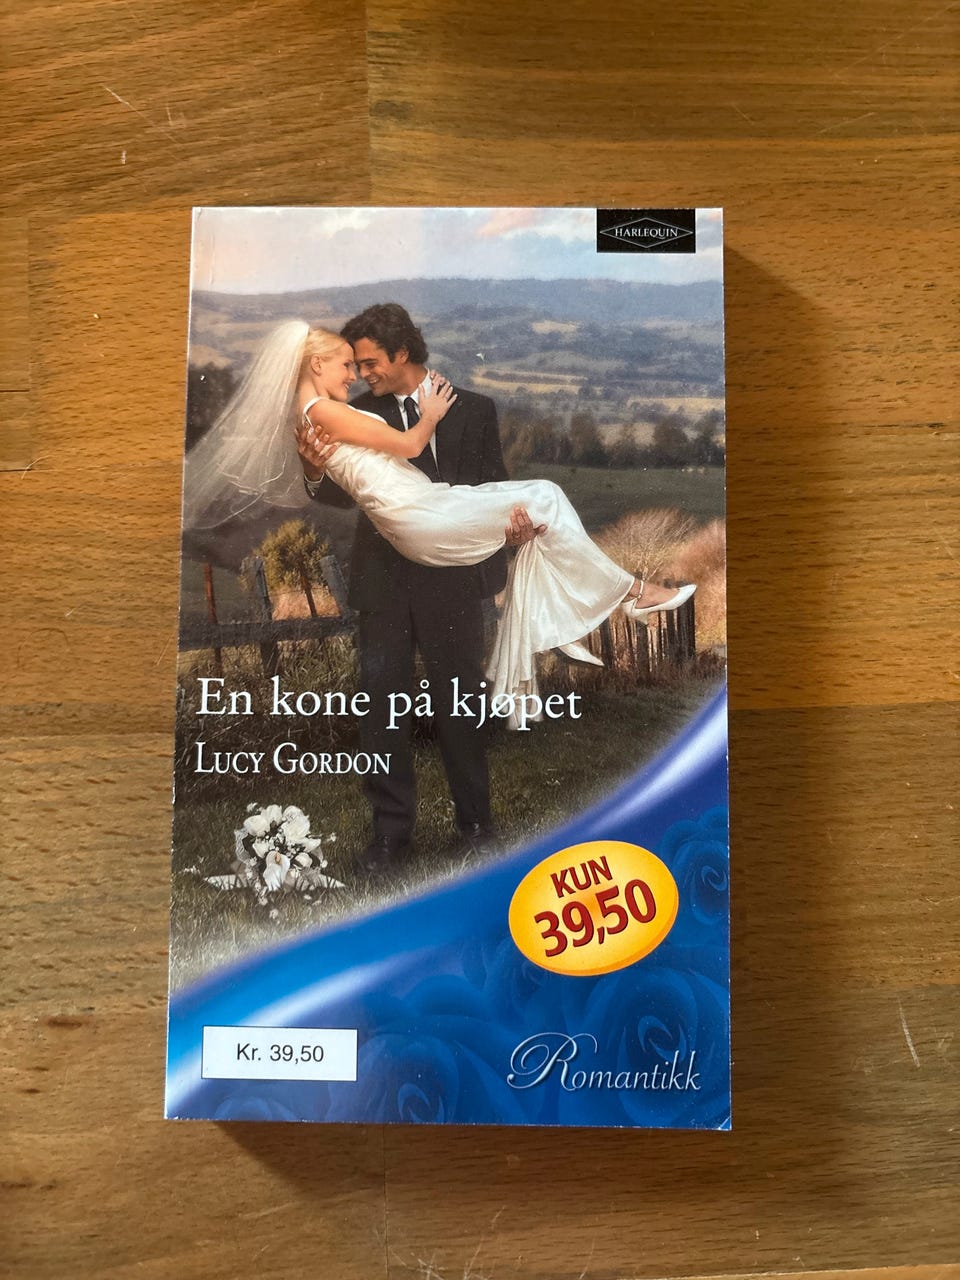 HARLEQUIN
En kone på kjøpet
LUCY GORDON
KUN
39,50
Kr. 39,50
Romantikk